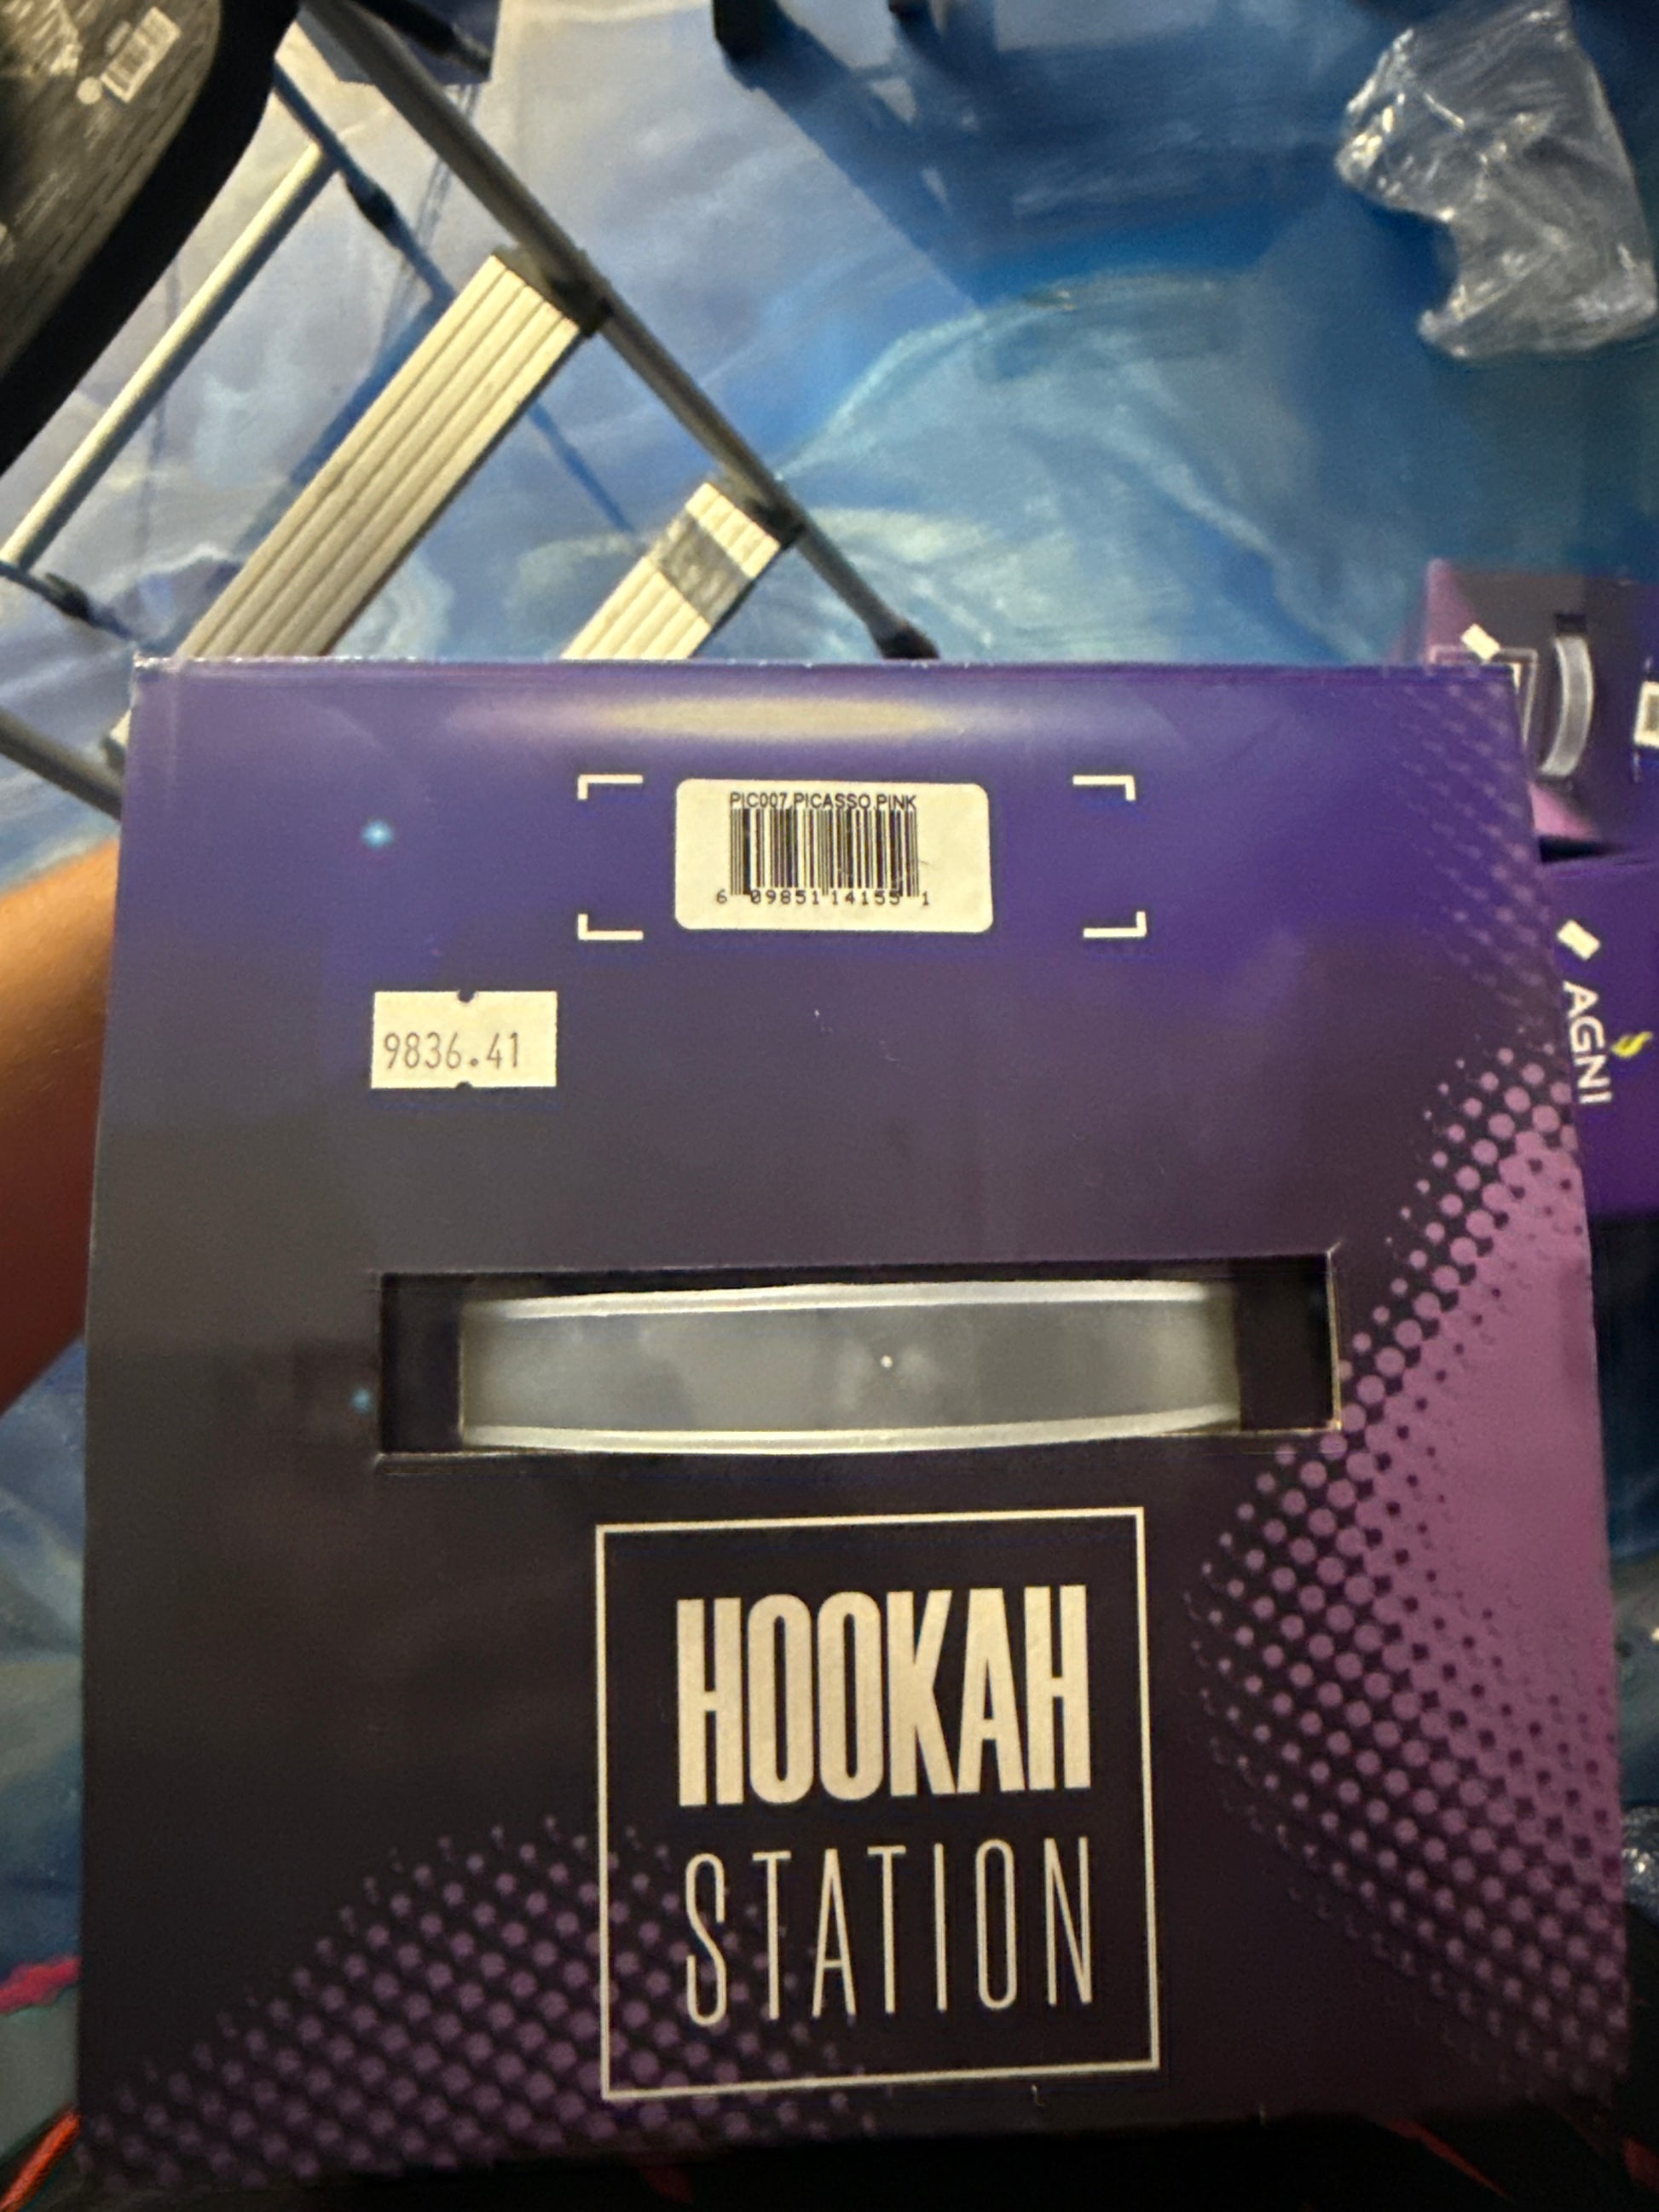 PIC007 PICASSO PINK
6 09851 14155 1
9836.41
AGNI
HOOKAH
STATION